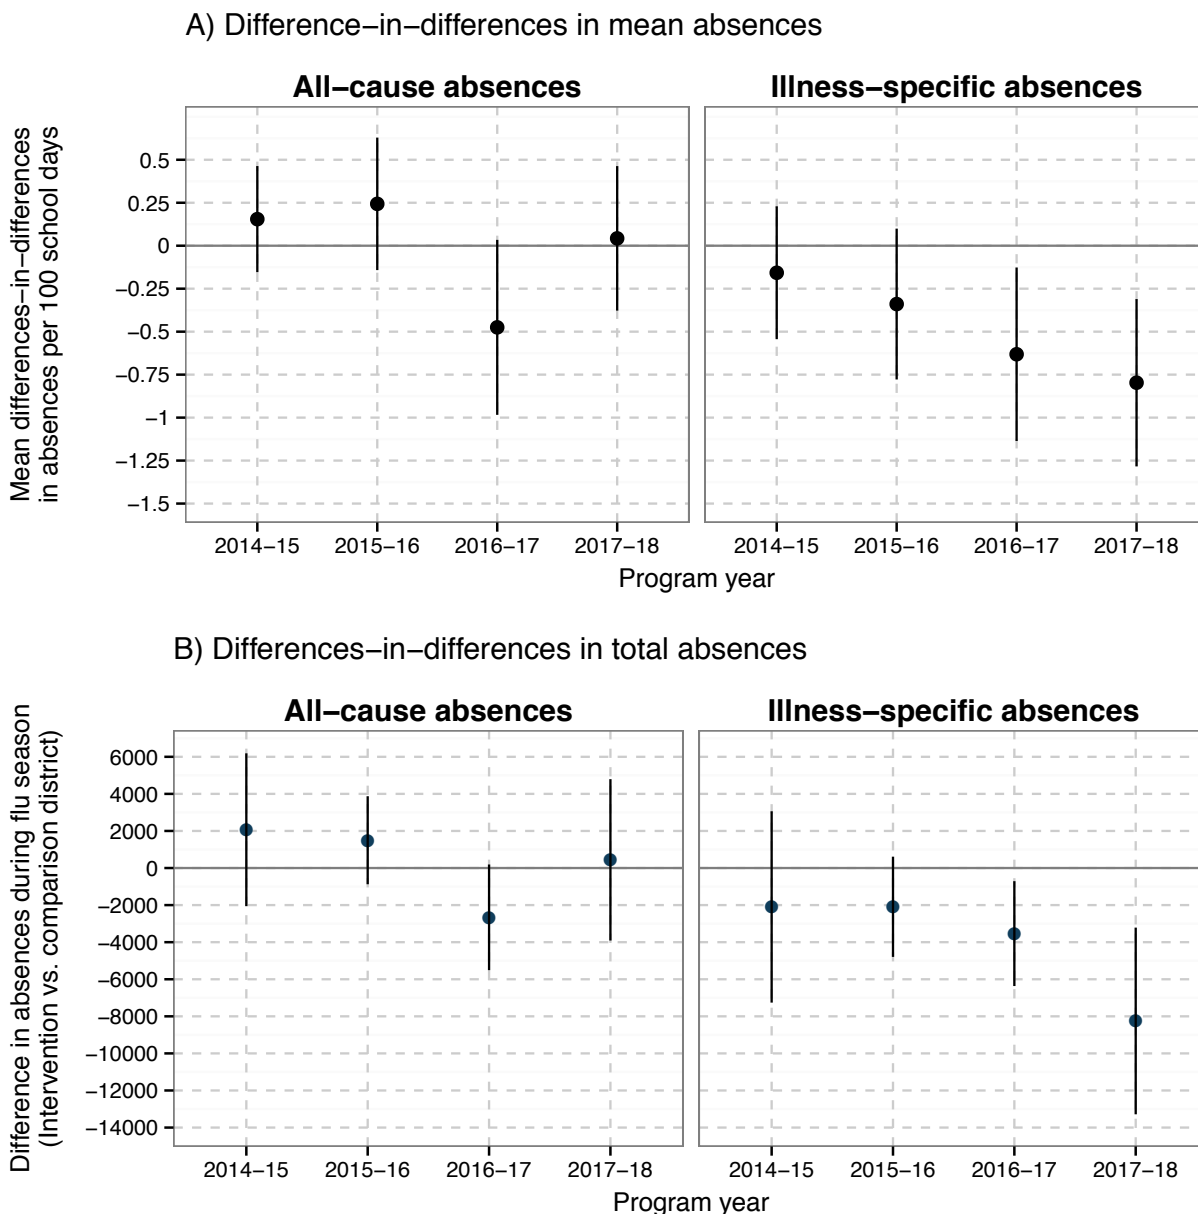 A) Difference−in−differences in mean absences
All−cause absences
Illness−specific absences
Mean differences−in−differences
in absences per 100 school days
0.5
0.25
0
−0.25
−0.5
−0.75
−1
−1.25
−1.5
2014−15 2015−16 2016−17 2017−18
2014−15 2015−16 2016−17 2017−18
Program year
B) Differences−in−differences in total absences
All−cause absences
Illness−specific absences
Difference in absences during flu season
(Intervention vs. comparison district)
6000
4000
2000
0
−2000
−4000
−6000
−8000
−10000
−12000
−14000
2014−15 2015−16 2016−17 2017−18
2014−15 2015−16 2016−17 2017−18
Program year